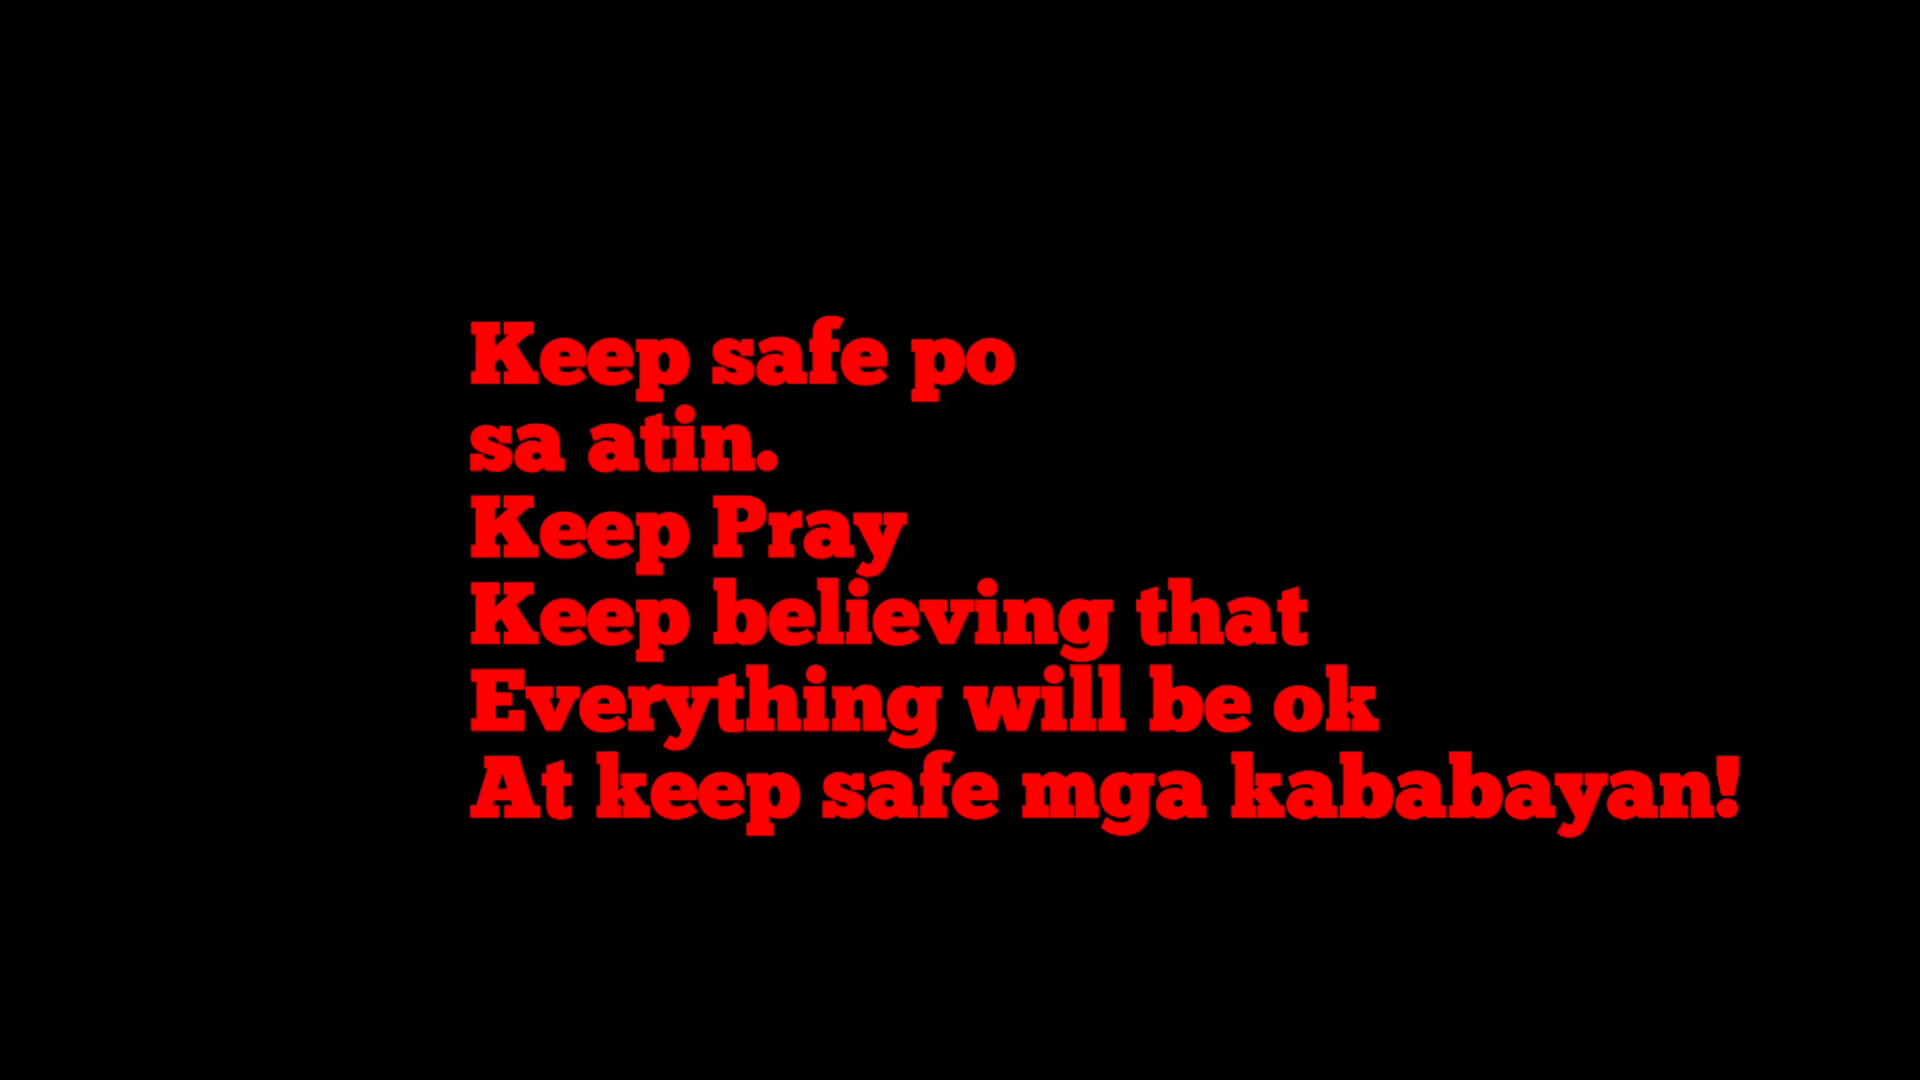 Keep safe po
sa atin.
Keep Pray
Keep believing that
Everything will be ok
At keep safe mga kababayan!